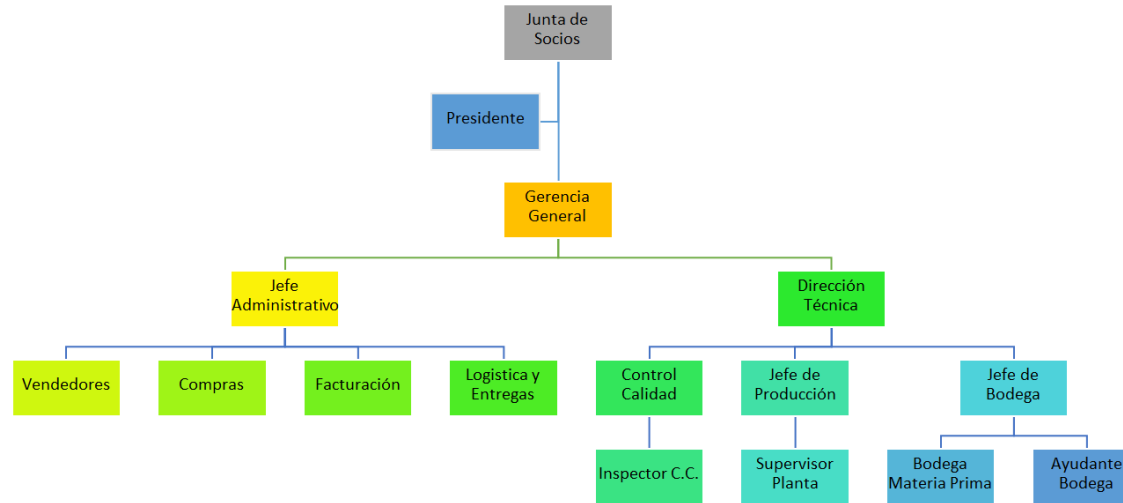 Junta de
Socios
Presidente
Gerencia
General
Jefe
Administrativo
Dirección
Técnica
Vendedores
Compras
Facturación
Logistica y
Entregas
Control
Calidad
Jefe de
Producción
Jefe de
Bodega
Inspector C.C.
Supervisor
Planta
Bodega
Materia Prima
Ayudante
Bodega